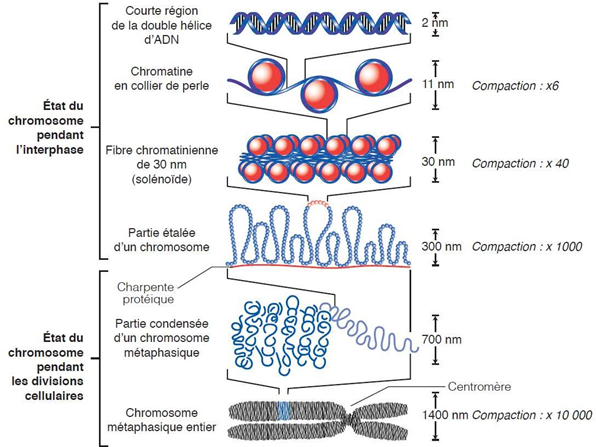 Courte région
de la double hélice
d'ADN
2 nm
Chromatine
en collier de perle
11 nm
Compaction : x6
État du
chromosome
pendant
l'interphase
Fibre chromatinienne
de 30 nm
(solénoïde)
30 nm
Compaction : x 40
Partie étalée
d'un chromosome
300 nm
Compaction : x 1000
Charpente
protéique
État du
chromosome
pendant
les divisions
cellulaires
Partie condensée
d'un chromosome
métaphasique
700 nm
Centromère
Chromosome
métaphasique entier
1400 nm
Compaction : x 10 000